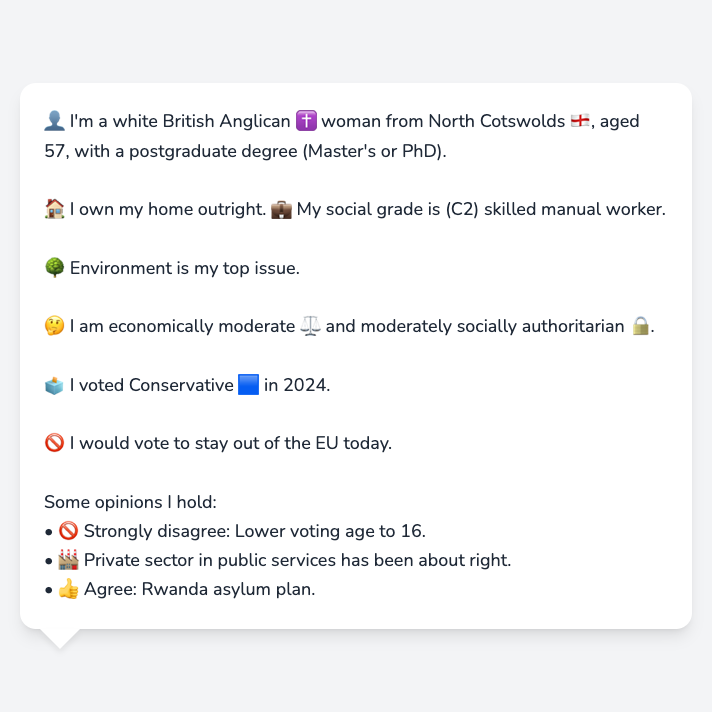 👤 I'm a white British Anglican ✝️ woman from North Cotswolds 🏴󠁧󠁢󠁥󠁮󠁧󠁿, aged
57, with a postgraduate degree (Master's or PhD).
🏠 I own my home outright. 💼 My social grade is (C2) skilled manual worker.
🌳 Environment is my top issue.
🤔 I am economically moderate ⚖️ and moderately socially authoritarian 🔒.
🗳️ I voted Conservative 🟦 in 2024.
🚫 I would vote to stay out of the EU today.
Some opinions I hold:
• 🚫 Strongly disagree: Lower voting age to 16.
• 🏭 Private sector in public services has been about right.
• 👍 Agree: Rwanda asylum plan.